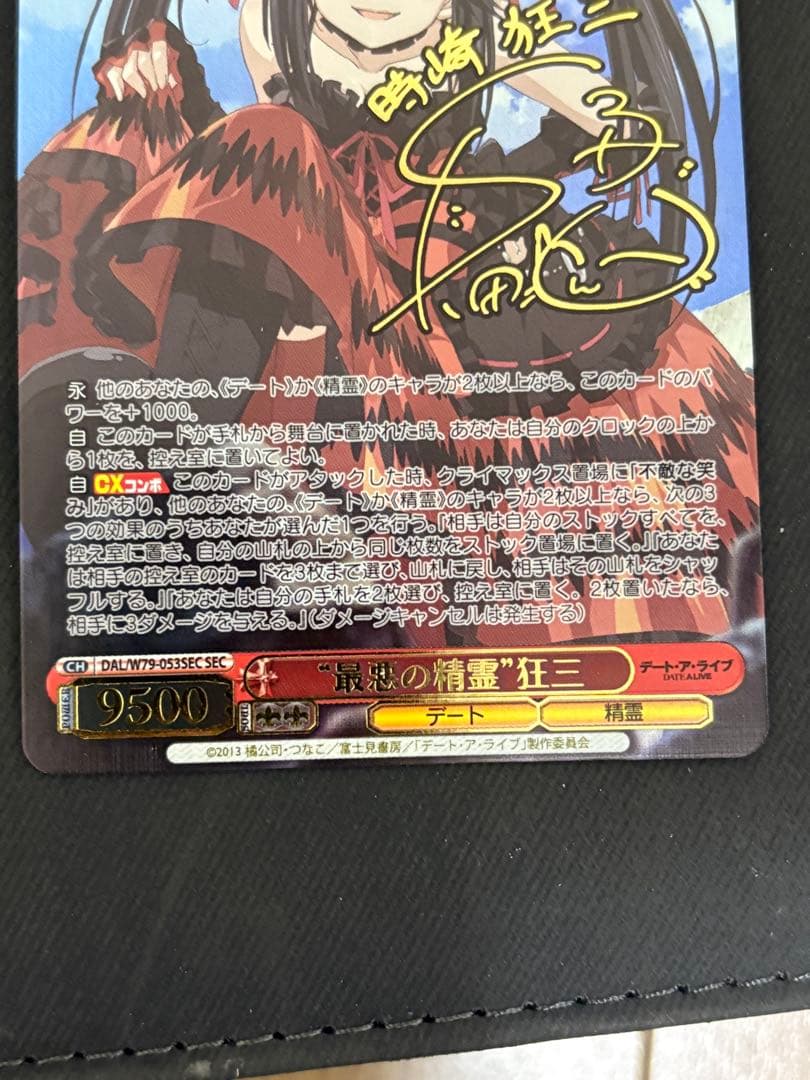 時崎 狂三
永 他のあなたの、《デート》か《精霊》のキャラが2枚以上なら、このカードのパ
ワーを+1000。
自 このカードが手札から舞台に置かれた時、あなたは自分のクロックの上か
ら1枚を、控え室に置いてよい。
自 CXコンボ このカードがアタックした時、クライマックス置場に「不敵な笑
み」があり、他のあなたの、《デート》か《精霊》のキャラが2枚以上なら、次の3
つの効果のうちあなたが選んだ1つを行う。『相手は自分のストックすべてを、
控え室に置き、自分の山札の上から同じ枚数をストック置場に置く。』『あなた
は相手の控え室のカードを3枚まで選び、山札に戻し、相手はその山札をシャッ
フルする。』『あなたは自分の手札を2枚選び、控え室に置く。2枚置いたなら、
相手に3ダメージを与える。』(ダメージキャンセルは発生する)
CH DAL/W79-053SEC SEC
"最悪の精霊"狂三
デート・ア・ライブ
DATE A LIVE
POWER 9500 SOUL
デート 精霊
©2013 橘公司・つなこ/富士見書房/「デート・ア・ライブ」製作委員会